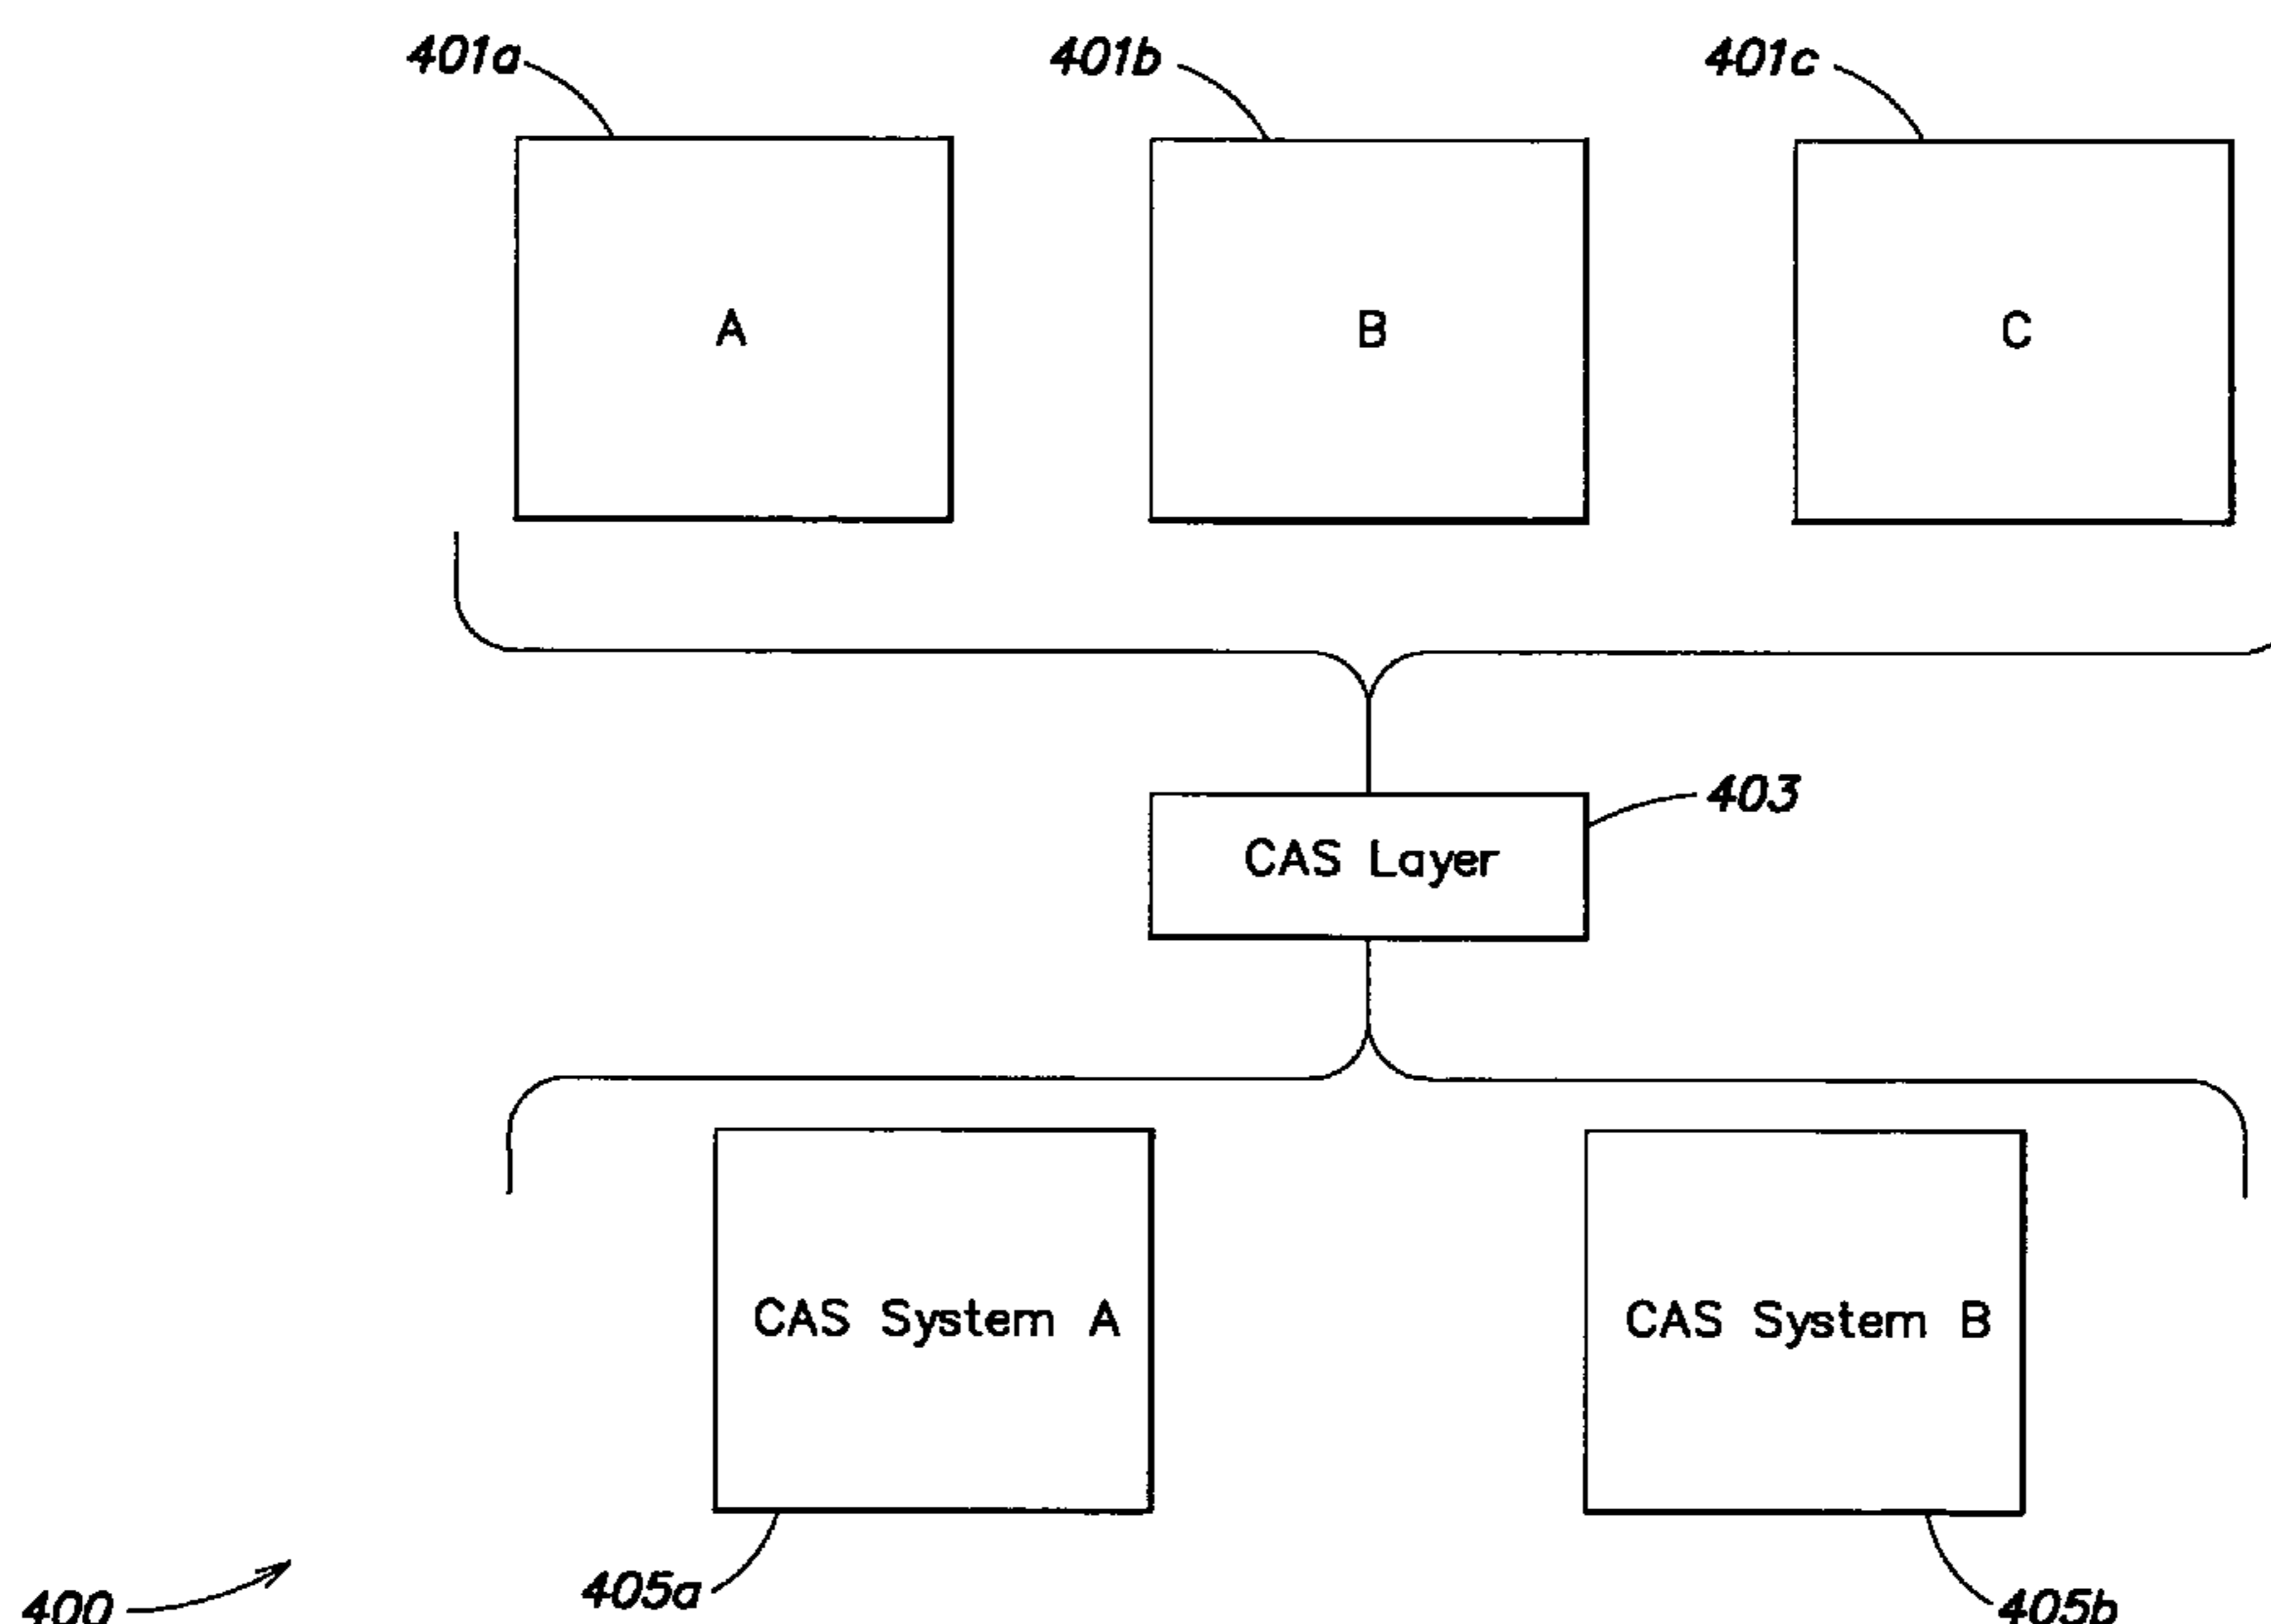 401a
401b
401c
A
B
C
403
CAS Layer
CAS System A
CAS System B
405a
405b
400